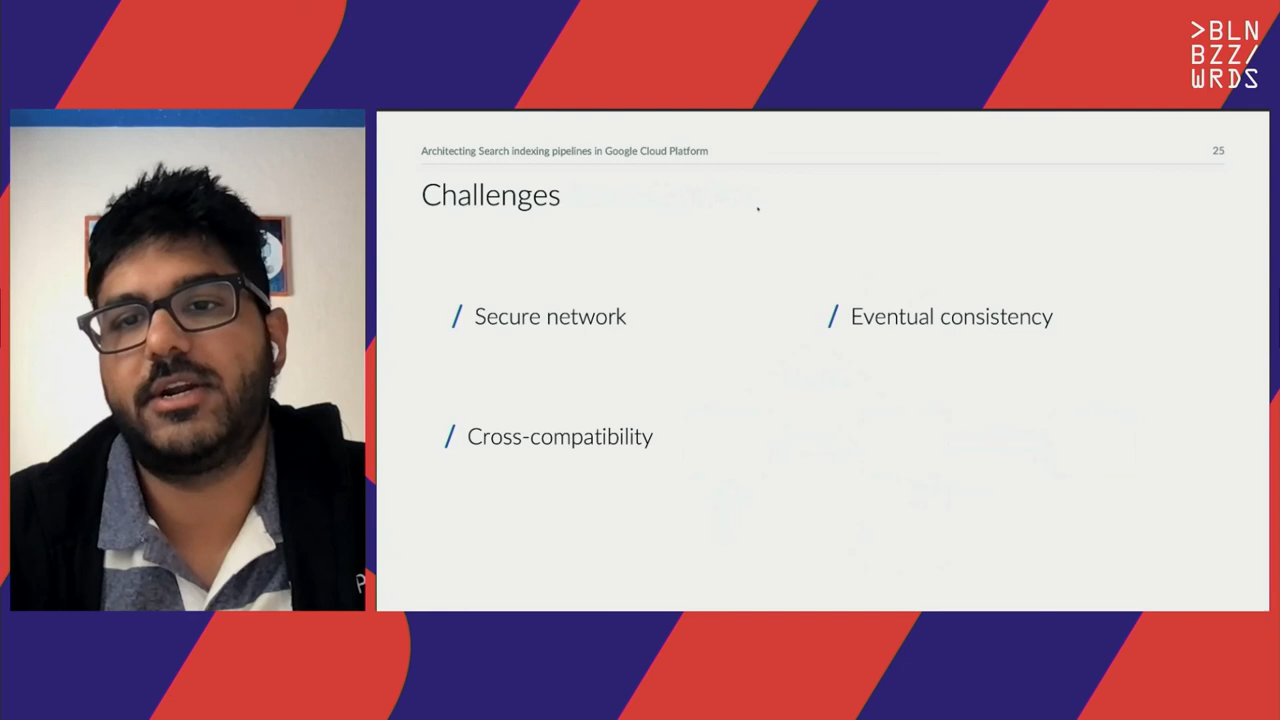 >BLN
BZZ/
WRDS
Architecting Search indexing pipelines in Google Cloud Platform
25
Challenges
/ Secure network
/ Eventual consistency
/ Cross-compatibility
P